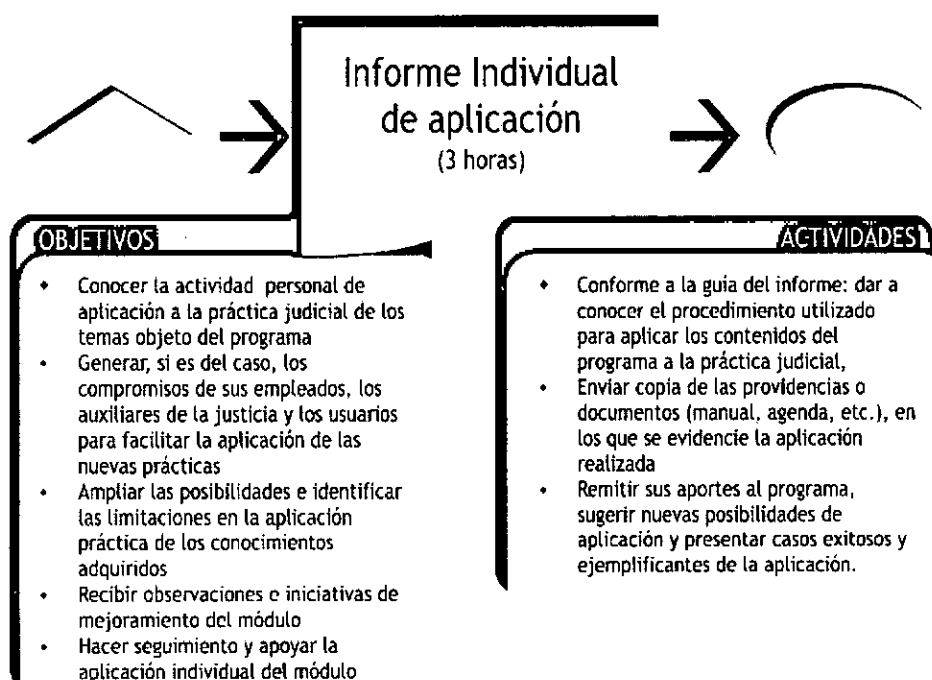 Informe Individual
de aplicación
(3 horas)
OBJETIVOS
• Conocer la actividad personal de
aplicación a la práctica judicial de los
temas objeto del programa
• Generar, si es del caso, los
compromisos de sus empleados, los
auxiliares de la justicia y los usuarios
para facilitar la aplicación de las
nuevas prácticas
• Ampliar las posibilidades e identificar
las limitaciones en la aplicación
práctica de los conocimientos
adquiridos
• Recibir observaciones e iniciativas de
mejoramiento del módulo
• Hacer seguimiento y apoyar la
aplicación individual del módulo
ACTIVIDADES
• Conforme a la guía del informe: dar a
conocer el procedimiento utilizado
para aplicar los contenidos del
programa a la práctica judicial,
• Enviar copia de las providencias o
documentos (manual, agenda, etc.), en
los que se evidencie la aplicación
realizada
• Remitir sus aportes al programa,
sugerir nuevas posibilidades de
aplicación y presentar casos exitosos y
ejemplificantes de la aplicación.